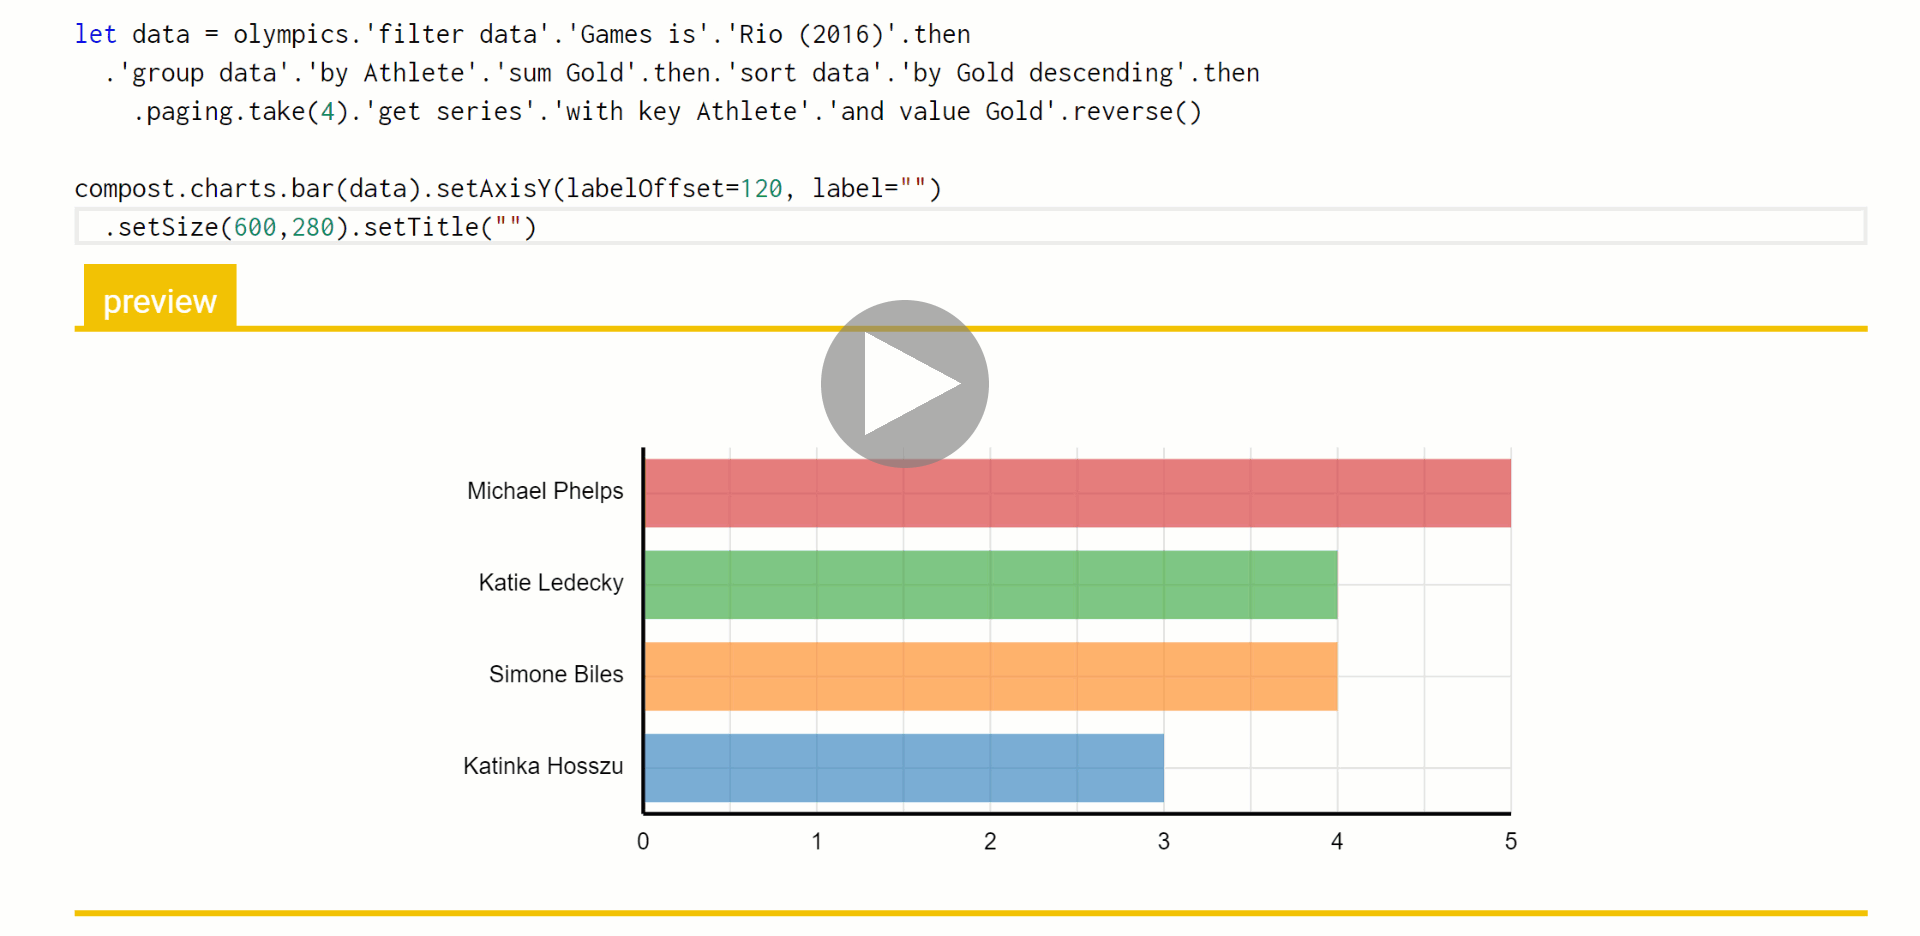 let data = olympics.'filter data'.'Games is'.'Rio (2016)'.then
.'group data'.'by Athlete'.'sum Gold'.then.'sort data'.'by Gold descending'.then
.paging.take(4).'get series'.'with key Athlete'.'and value Gold'.reverse()
compost.charts.bar(data).setAxisY(labelOffset=120, label="")
.setSize(600,280).setTitle("")
preview
Michael Phelps
Katie Ledecky
Simone Biles
Katinka Hosszu
0 1 2 3 4 5